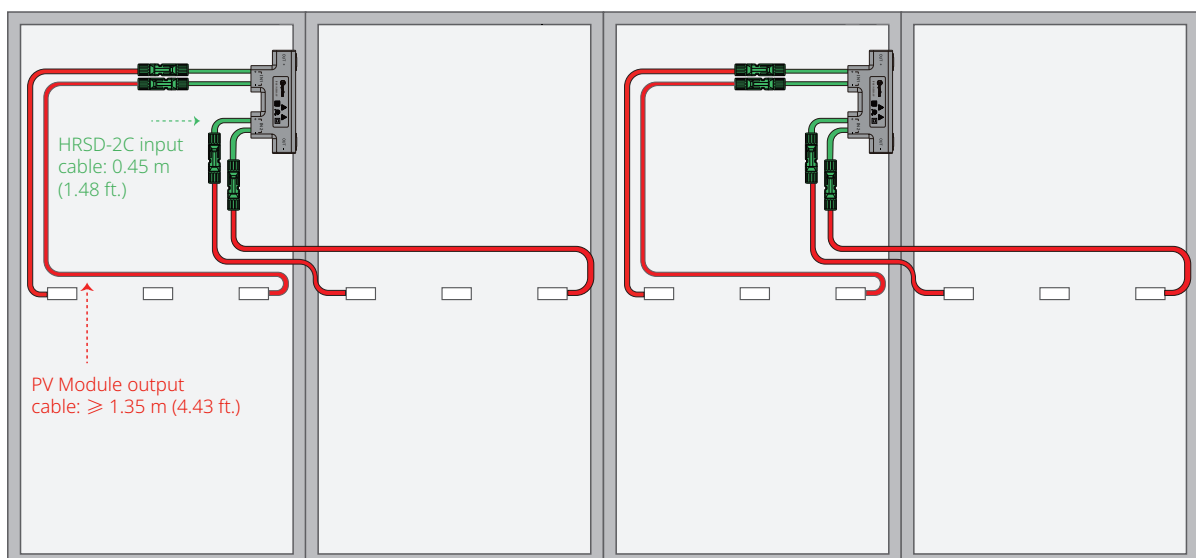 HRSD-2C input
cable: 0.45 m
(1.48 ft.)
PV Module output
cable: ⩾ 1.35 m (4.43 ft.)